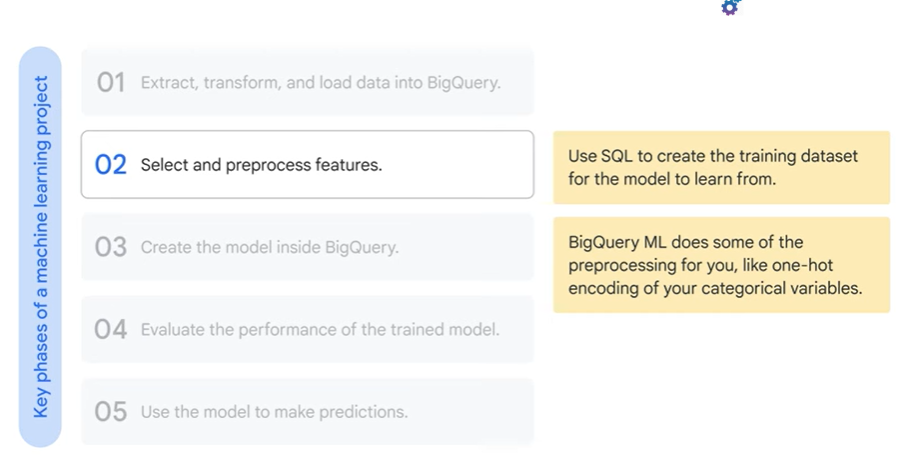 Key phases of a machine learning project
01 Extract, transform, and load data into BigQuery.
02 Select and preprocess features.
Use SQL to create the training dataset
for the model to learn from.
03 Create the model inside BigQuery.
BigQuery ML does some of the
preprocessing for you, like one-hot
encoding of your categorical variables.
04 Evaluate the performance of the trained model.
05 Use the model to make predictions.